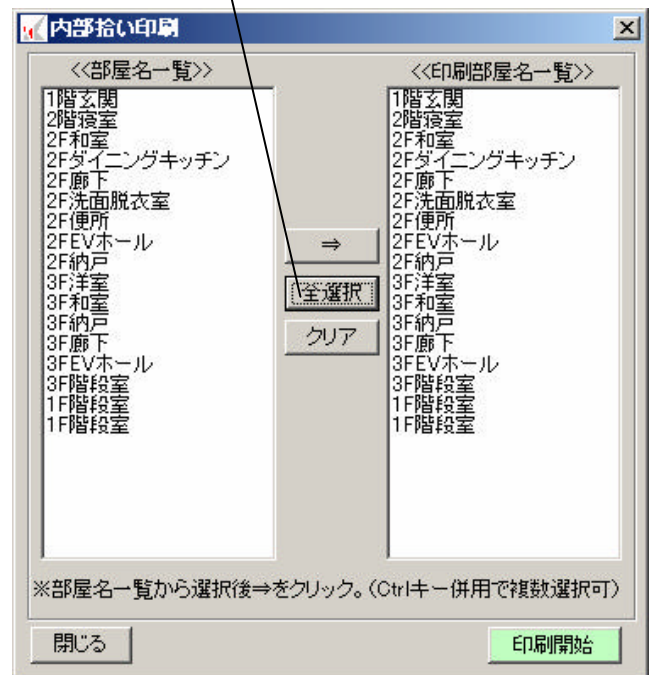 内部拾い印刷
<<部屋名一覧>>
1階玄関
2階寝室
2F和室
2Fダイニングキッチン
2F廊下
2F洗面脱衣室
2F便所
2FEVホール
2F納戸
3F洋室
3F和室
3F納戸
3F廊下
3FEVホール
3F階段室
1F階段室
1F階段室
⇒
全選択
クリア
<<印刷部屋名一覧>>
1階玄関
2階寝室
2F和室
2Fダイニングキッチン
2F廊下
2F洗面脱衣室
2F便所
2FEVホール
2F納戸
3F洋室
3F和室
3F納戸
3F廊下
3FEVホール
3F階段室
1F階段室
1F階段室
※部屋名一覧から選択後⇒をクリック。(Ctrlキー併用で複数選択可)
閉じる
印刷開始